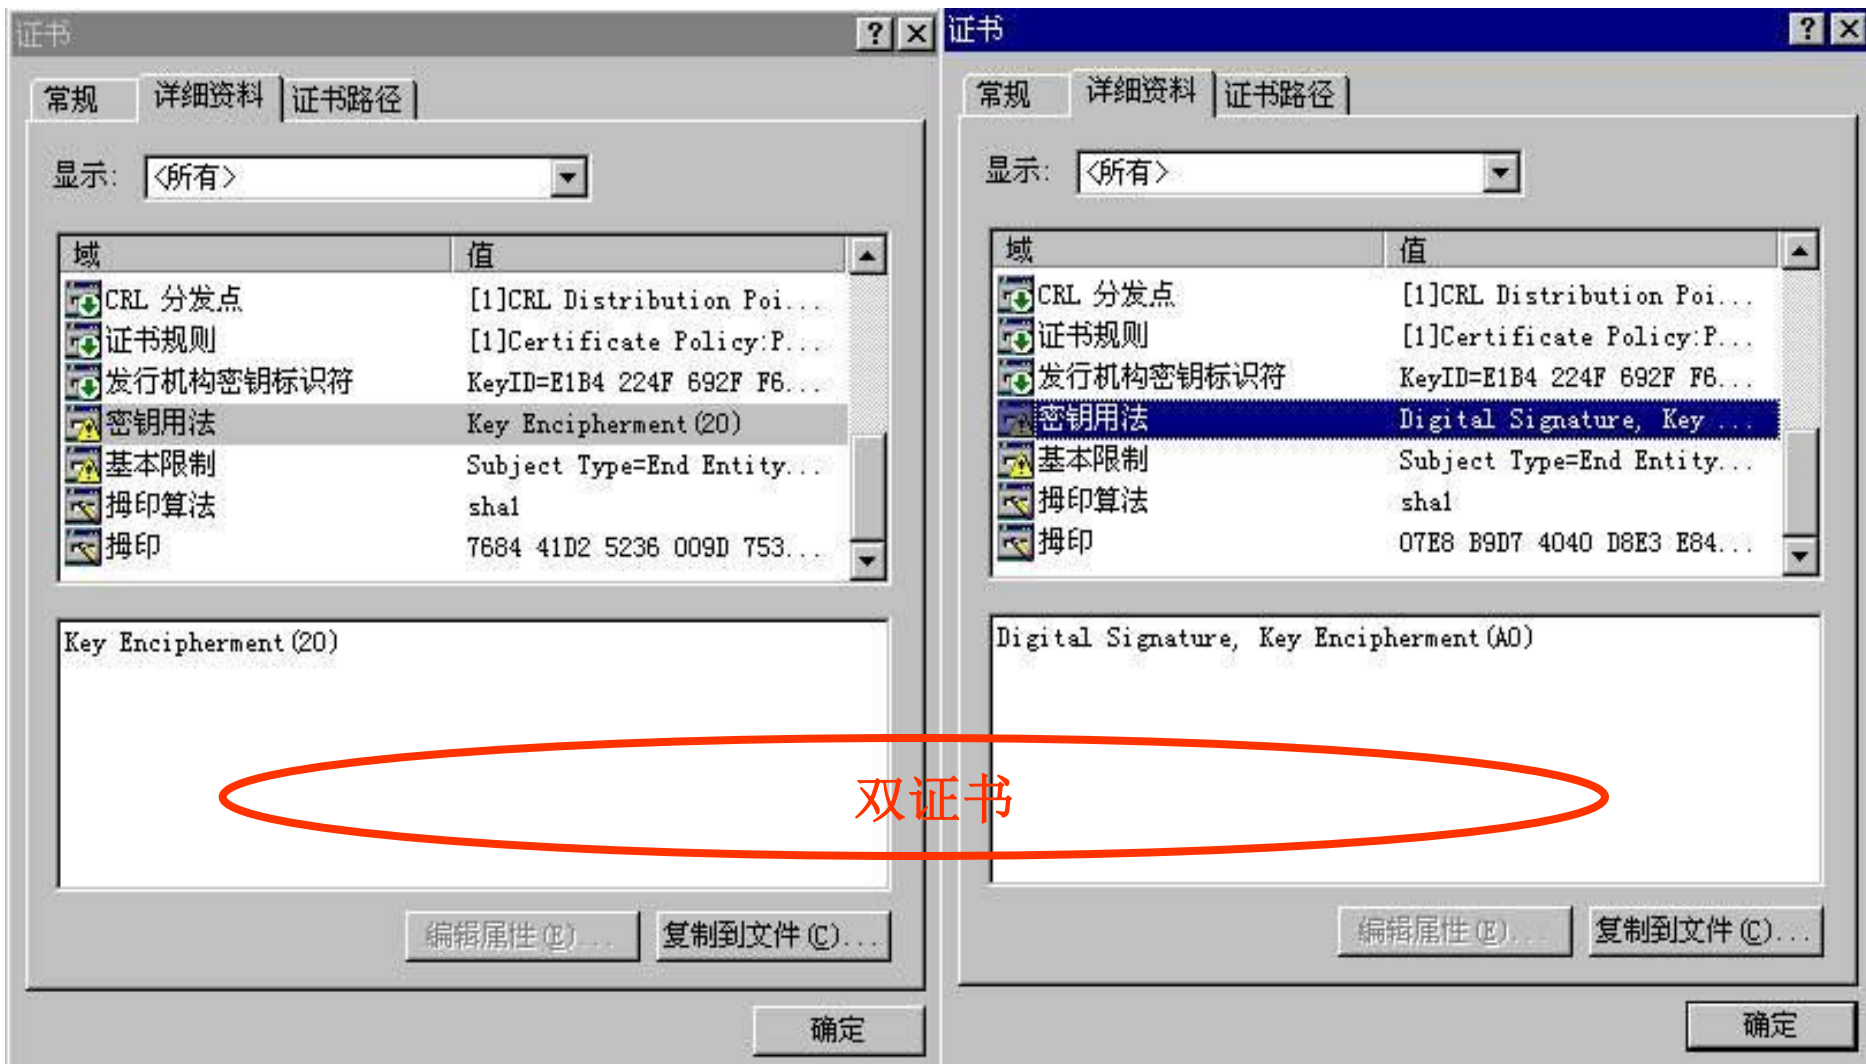 证书
常规 详细资料 证书路径
显示: <所有>
域 值
CRL 分发点 [1]CRL Distribution Poi...
证书规则 [1]Certificate Policy:P...
发行机构密钥标识符 KeyID=E1B4 224F 692F F6...
密钥用法 Key Encipherment(20)
基本限制 Subject Type=End Entity...
拇印算法 sha1
拇印 7684 41D2 5236 009D 753...
Key Encipherment(20)
编辑属性(E)... 复制到文件(C)...
确定
证书
常规 详细资料 证书路径
显示: <所有>
域 值
CRL 分发点 [1]CRL Distribution Poi...
证书规则 [1]Certificate Policy:P...
发行机构密钥标识符 KeyID=E1B4 224F 692F F6...
密钥用法 Digital Signature, Key ...
基本限制 Subject Type=End Entity...
拇印算法 sha1
拇印 07E8 B9D7 4040 D8E3 E84...
Digital Signature, Key Encipherment(A0)
双证书
编辑属性(E)... 复制到文件(C)...
确定